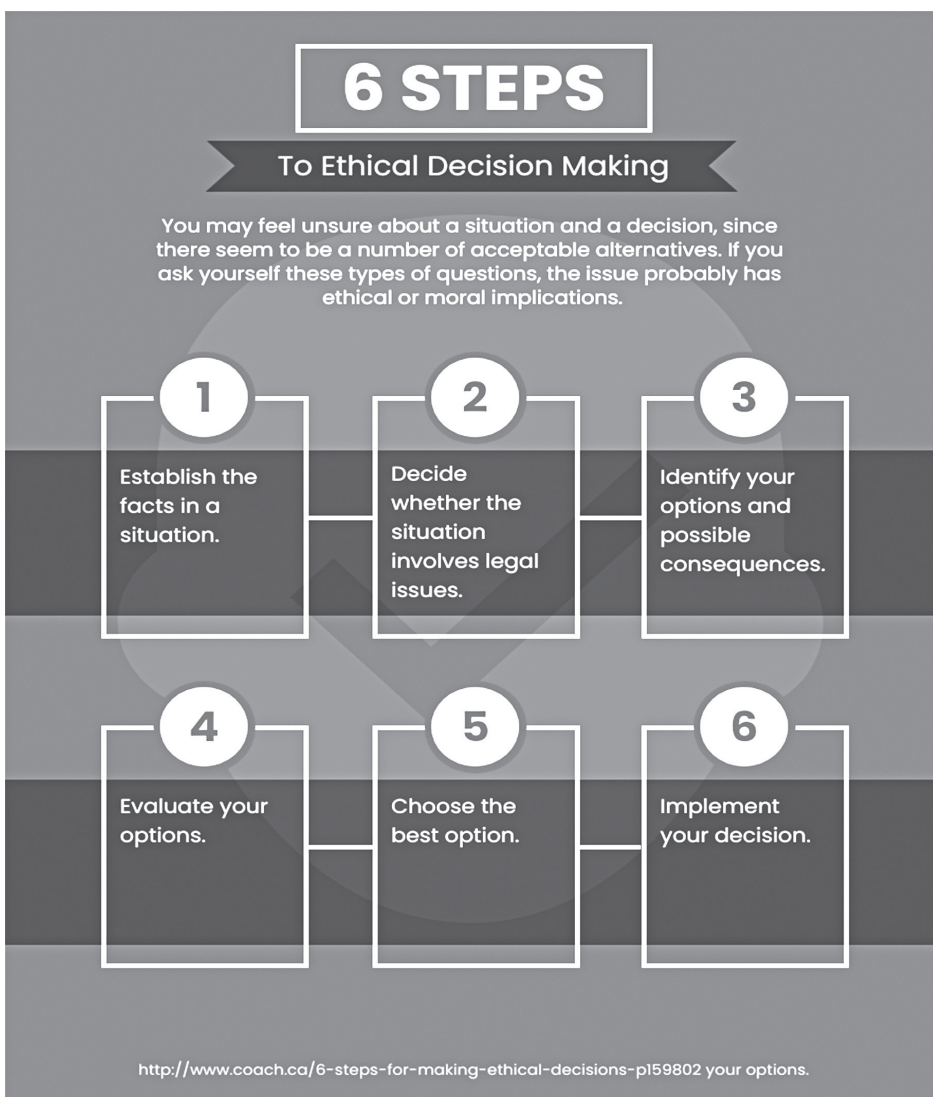 6 STEPS
To Ethical Decision Making
You may feel unsure about a situation and a decision, since
there seem to be a number of acceptable alternatives. If you
ask yourself these types of questions, the issue probably has
ethical or moral implications.
1
Establish the
facts in a
situation.
2
Decide
whether the
situation
involves legal
issues.
3
Identify your
options and
possible
consequences.
4
Evaluate your
options.
5
Choose the
best option.
6
Implement
your decision.
http://www.coach.ca/6-steps-for-making-ethical-decisions-p159802 your options.